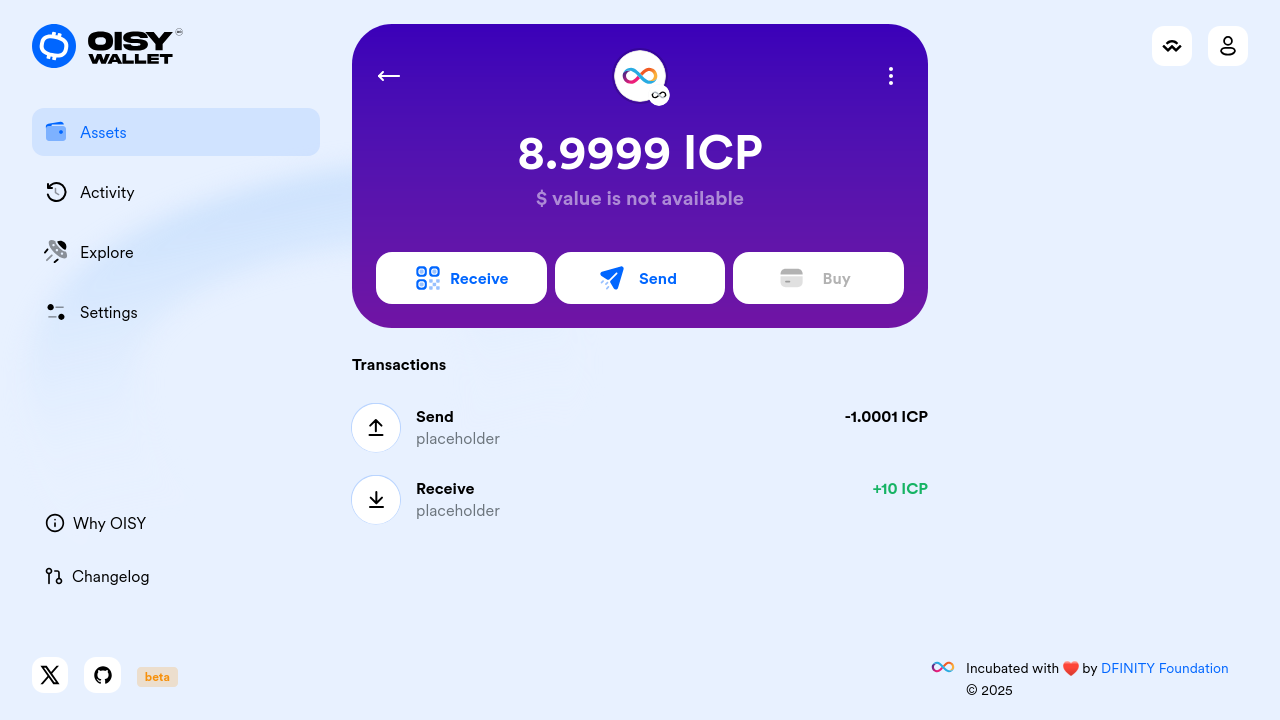 OISY
WALLET
Assets
Activity
Explore
Settings
Why OISY
Changelog
beta
8.9999 ICP
$ value is not available
Receive
Send
Buy
Transactions
Send
-1.0001 ICP
placeholder
Receive
+10 ICP
placeholder
Incubated with ❤️ by DFINITY Foundation
© 2025